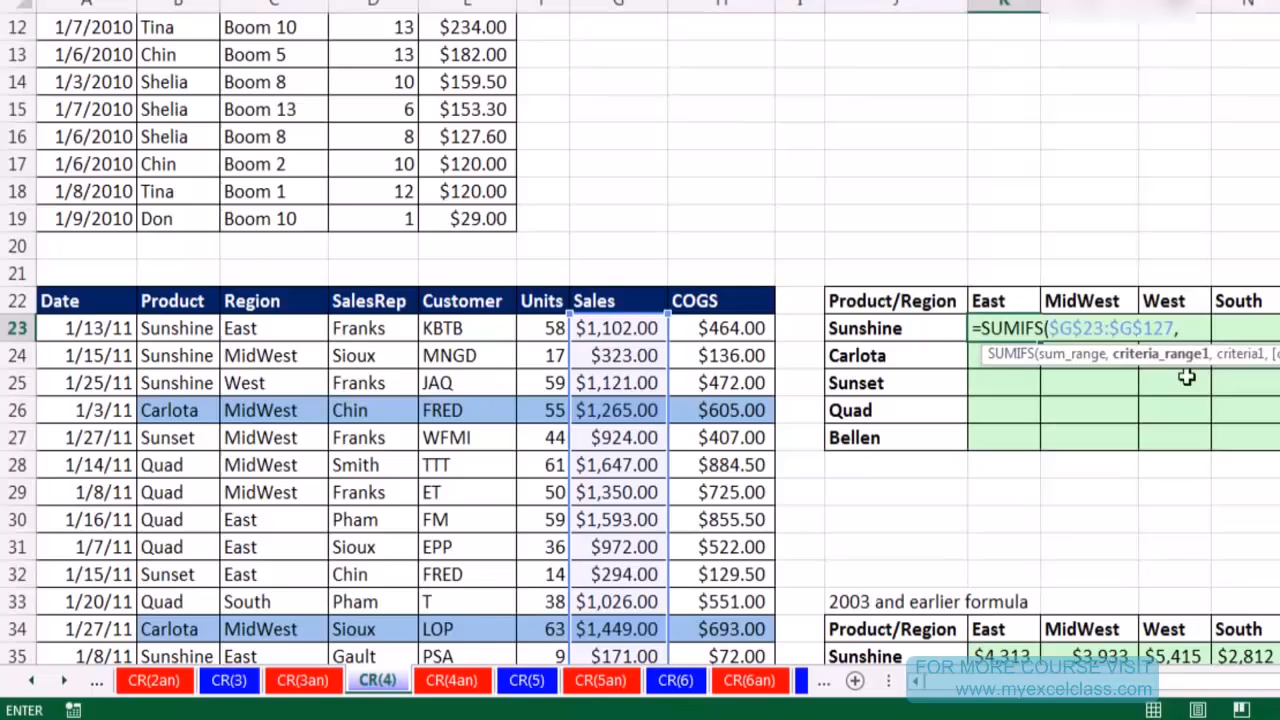 12 1/7/2010 Tina Boom 10 13 $234.00
13 1/6/2010 Chin Boom 5 13 $182.00
14 1/3/2010 Shelia Boom 8 10 $159.50
15 1/7/2010 Shelia Boom 13 6 $153.30
16 1/6/2010 Shelia Boom 8 8 $127.60
17 1/6/2010 Chin Boom 2 10 $120.00
18 1/8/2010 Tina Boom 1 12 $120.00
19 1/9/2010 Don Boom 10 1 $29.00
20
21
22 Date Product Region SalesRep Customer Units Sales COGS Product/Region East MidWest West South
23 1/13/11 Sunshine East Franks KBTB 58 $1,102.00 $464.00 Sunshine =SUMIFS($G$23:$G$127,
24 1/15/11 Sunshine MidWest Sioux MNGD 17 $323.00 $136.00 Carlota SUMIFS(sum_range, criteria_range1, criteria1, [c
25 1/25/11 Sunshine West Franks JAQ 59 $1,121.00 $472.00 Sunset
26 1/3/11 Carlota MidWest Chin FRED 55 $1,265.00 $605.00 Quad
27 1/27/11 Sunset MidWest Franks WFMI 44 $924.00 $407.00 Bellen
28 1/14/11 Quad MidWest Smith TTT 61 $1,647.00 $884.50
29 1/8/11 Quad MidWest Franks ET 50 $1,350.00 $725.00
30 1/16/11 Quad East Pham FM 59 $1,593.00 $855.50
31 1/7/11 Quad East Sioux EPP 36 $972.00 $522.00
32 1/15/11 Sunset East Chin FRED 14 $294.00 $129.50
33 1/20/11 Quad South Pham T 38 $1,026.00 $551.00 2003 and earlier formula
34 1/27/11 Carlota MidWest Sioux LOP 63 $1,449.00 $693.00 Product/Region East MidWest West South
35 1/8/11 Sunshine East Gault PSA 9 $171.00 $72.00 Sunshine $4,313 $3,933 $5,415 $2,812
... CR(2an) CR(3) CR(3an) CR(4) CR(4an) CR(5) CR(5an) CR(6) CR(6an) ...
FOR MORE COURSE VISIT
www.myexcelclass.com
ENTER